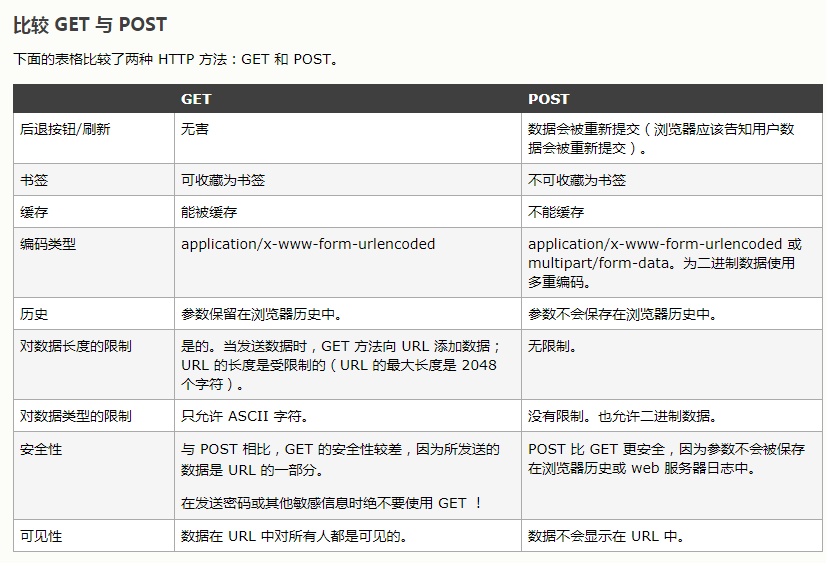 比较 GET 与 POST
下面的表格比较了两种 HTTP 方法：GET 和 POST。
GET POST
后退按钮/刷新 无害 数据会被重新提交（浏览器应该告知用户数
据会被重新提交）。
书签 可收藏为书签 不可收藏为书签
缓存 能被缓存 不能缓存
编码类型 application/x-www-form-urlencoded application/x-www-form-urlencoded 或
multipart/form-data。为二进制数据使用
多重编码。
历史 参数保留在浏览器历史中。 参数不会保存在浏览器历史中。
对数据长度的限制 是的。当发送数据时，GET 方法向 URL 添加数据； 无限制。
URL 的长度是受限制的（URL 的最大长度是 2048
个字符）。
对数据类型的限制 只允许 ASCII 字符。 没有限制。也允许二进制数据。
安全性 与 POST 相比，GET 的安全性较差，因为所发送的 POST 比 GET 更安全，因为参数不会被保存
数据是 URL 的一部分。 在浏览器历史或 web 服务器日志中。
在发送密码或其他敏感信息时绝不要使用 GET ！
可见性 数据在 URL 中对所有人都是可见的。 数据不会显示在 URL 中。